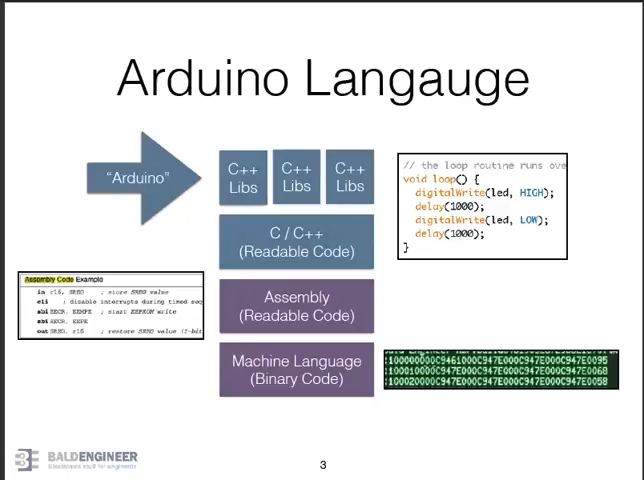 Arduino Langauge
"Arduino"
C++
Libs
C++
Libs
C++
Libs
// the loop routine runs ove
void loop() {
digitalWrite(led, HIGH);
delay(1000);
digitalWrite(led, LOW);
delay(1000);
}
C / C++
(Readable Code)
Assembly Code Example
in r16, SREG ; store SREG value
cli ; disable interrupts during timed seq
sbi EECR, EEMPE ; start EEPROM write
sbi EECR, EEPE
out SREG, r16 ; restore SREG value (I-bit
Assembly
(Readable Code)
Machine Language
(Binary Code)
:100000000C9461000C947E000C947E000C947E0095
:100010000C947E000C947E000C947E000C947E0068
:100020000C947E000C947E000C947E000C947E0058
BALDENGINEER
3